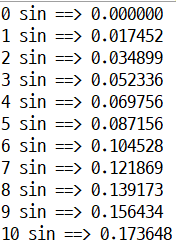 0 sin ==> 0.000000
1 sin ==> 0.017452
2 sin ==> 0.034899
3 sin ==> 0.052336
4 sin ==> 0.069756
5 sin ==> 0.087156
6 sin ==> 0.104528
7 sin ==> 0.121869
8 sin ==> 0.139173
9 sin ==> 0.156434
10 sin ==> 0.173648